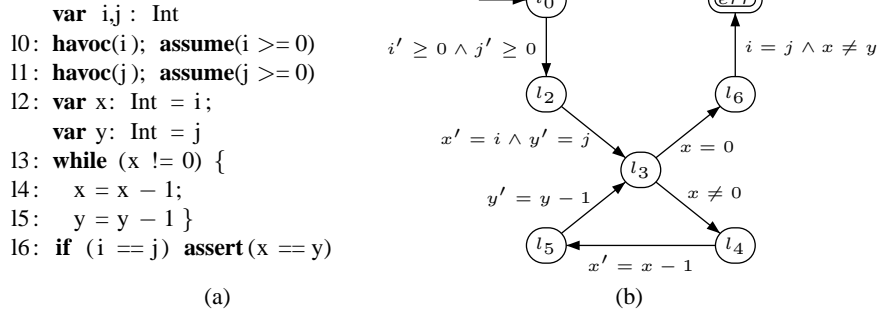 var i,j : Int
l0: havoc(i); assume(i >= 0)
l1: havoc(j); assume(j >= 0)
l2: var x: Int = i;
var y: Int = j
l3: while (x != 0) {
l4: x = x − 1;
l5: y = y − 1 }
l6: if (i == j) assert(x == y)
(a)
l0
err
i′ ≥ 0 ∧ j′ ≥ 0
i = j ∧ x ≠ y
l2
l6
x′ = i ∧ y′ = j
x = 0
l3
y′ = y − 1
x ≠ 0
l5
l4
x′ = x − 1
(b)